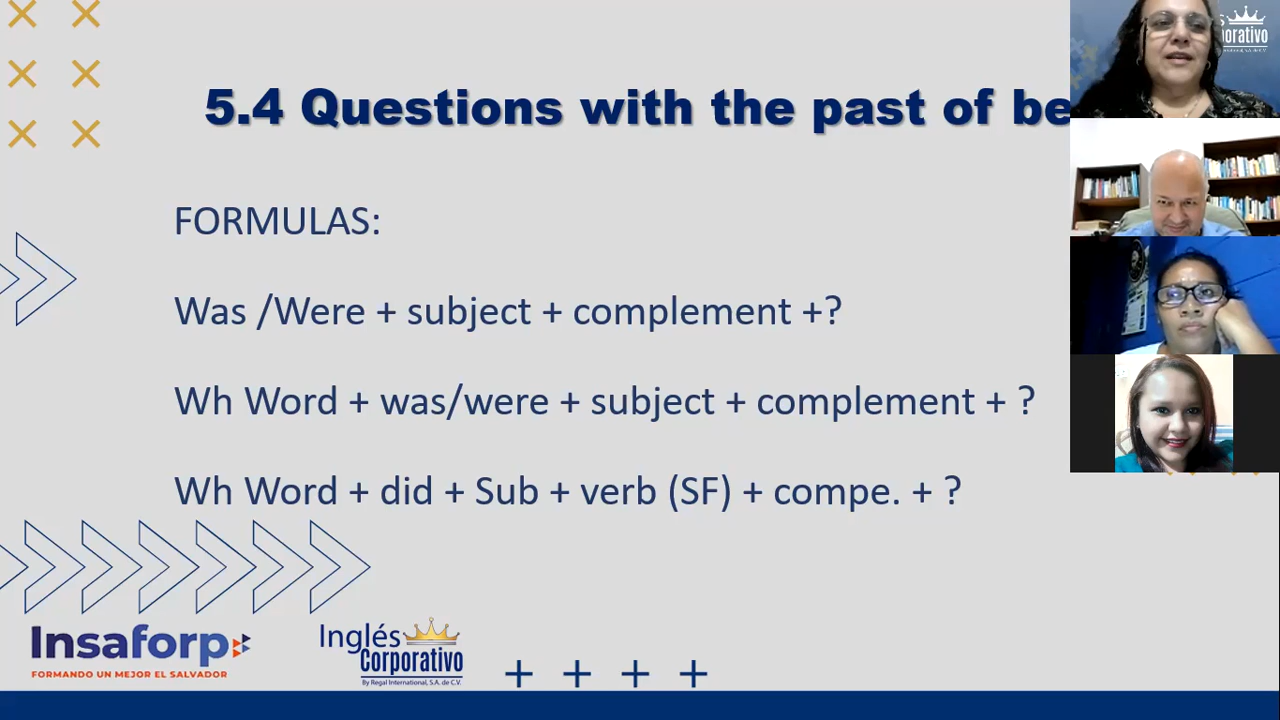 5.4 Questions with the past of be
FORMULAS:
Was /Were + subject + complement +?
Wh Word + was/were + subject + complement + ?
Wh Word + did + Sub + verb (SF) + compe. + ?
Insaforp
FORMANDO UN MEJOR EL SALVADOR
Inglés
Corporativo
By Regal International, S.A. de C.V.
orativo